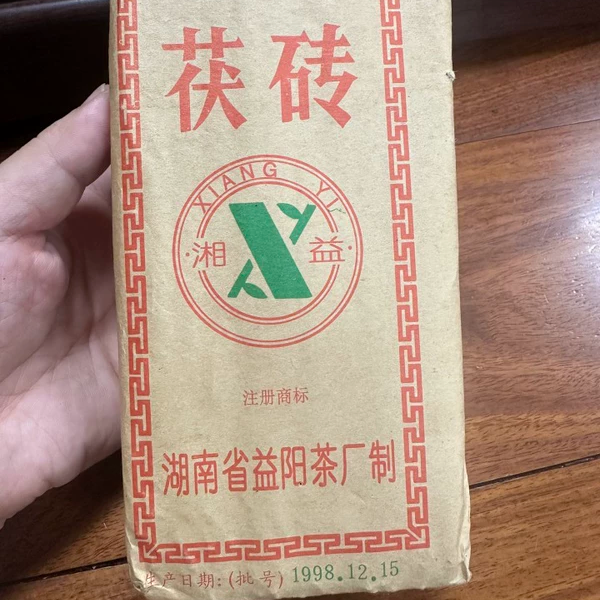 茯砖
XIANG YI
·湘 益·
注册商标
湖南省益阳茶厂制
生产日期:(批号) 1998.12.15